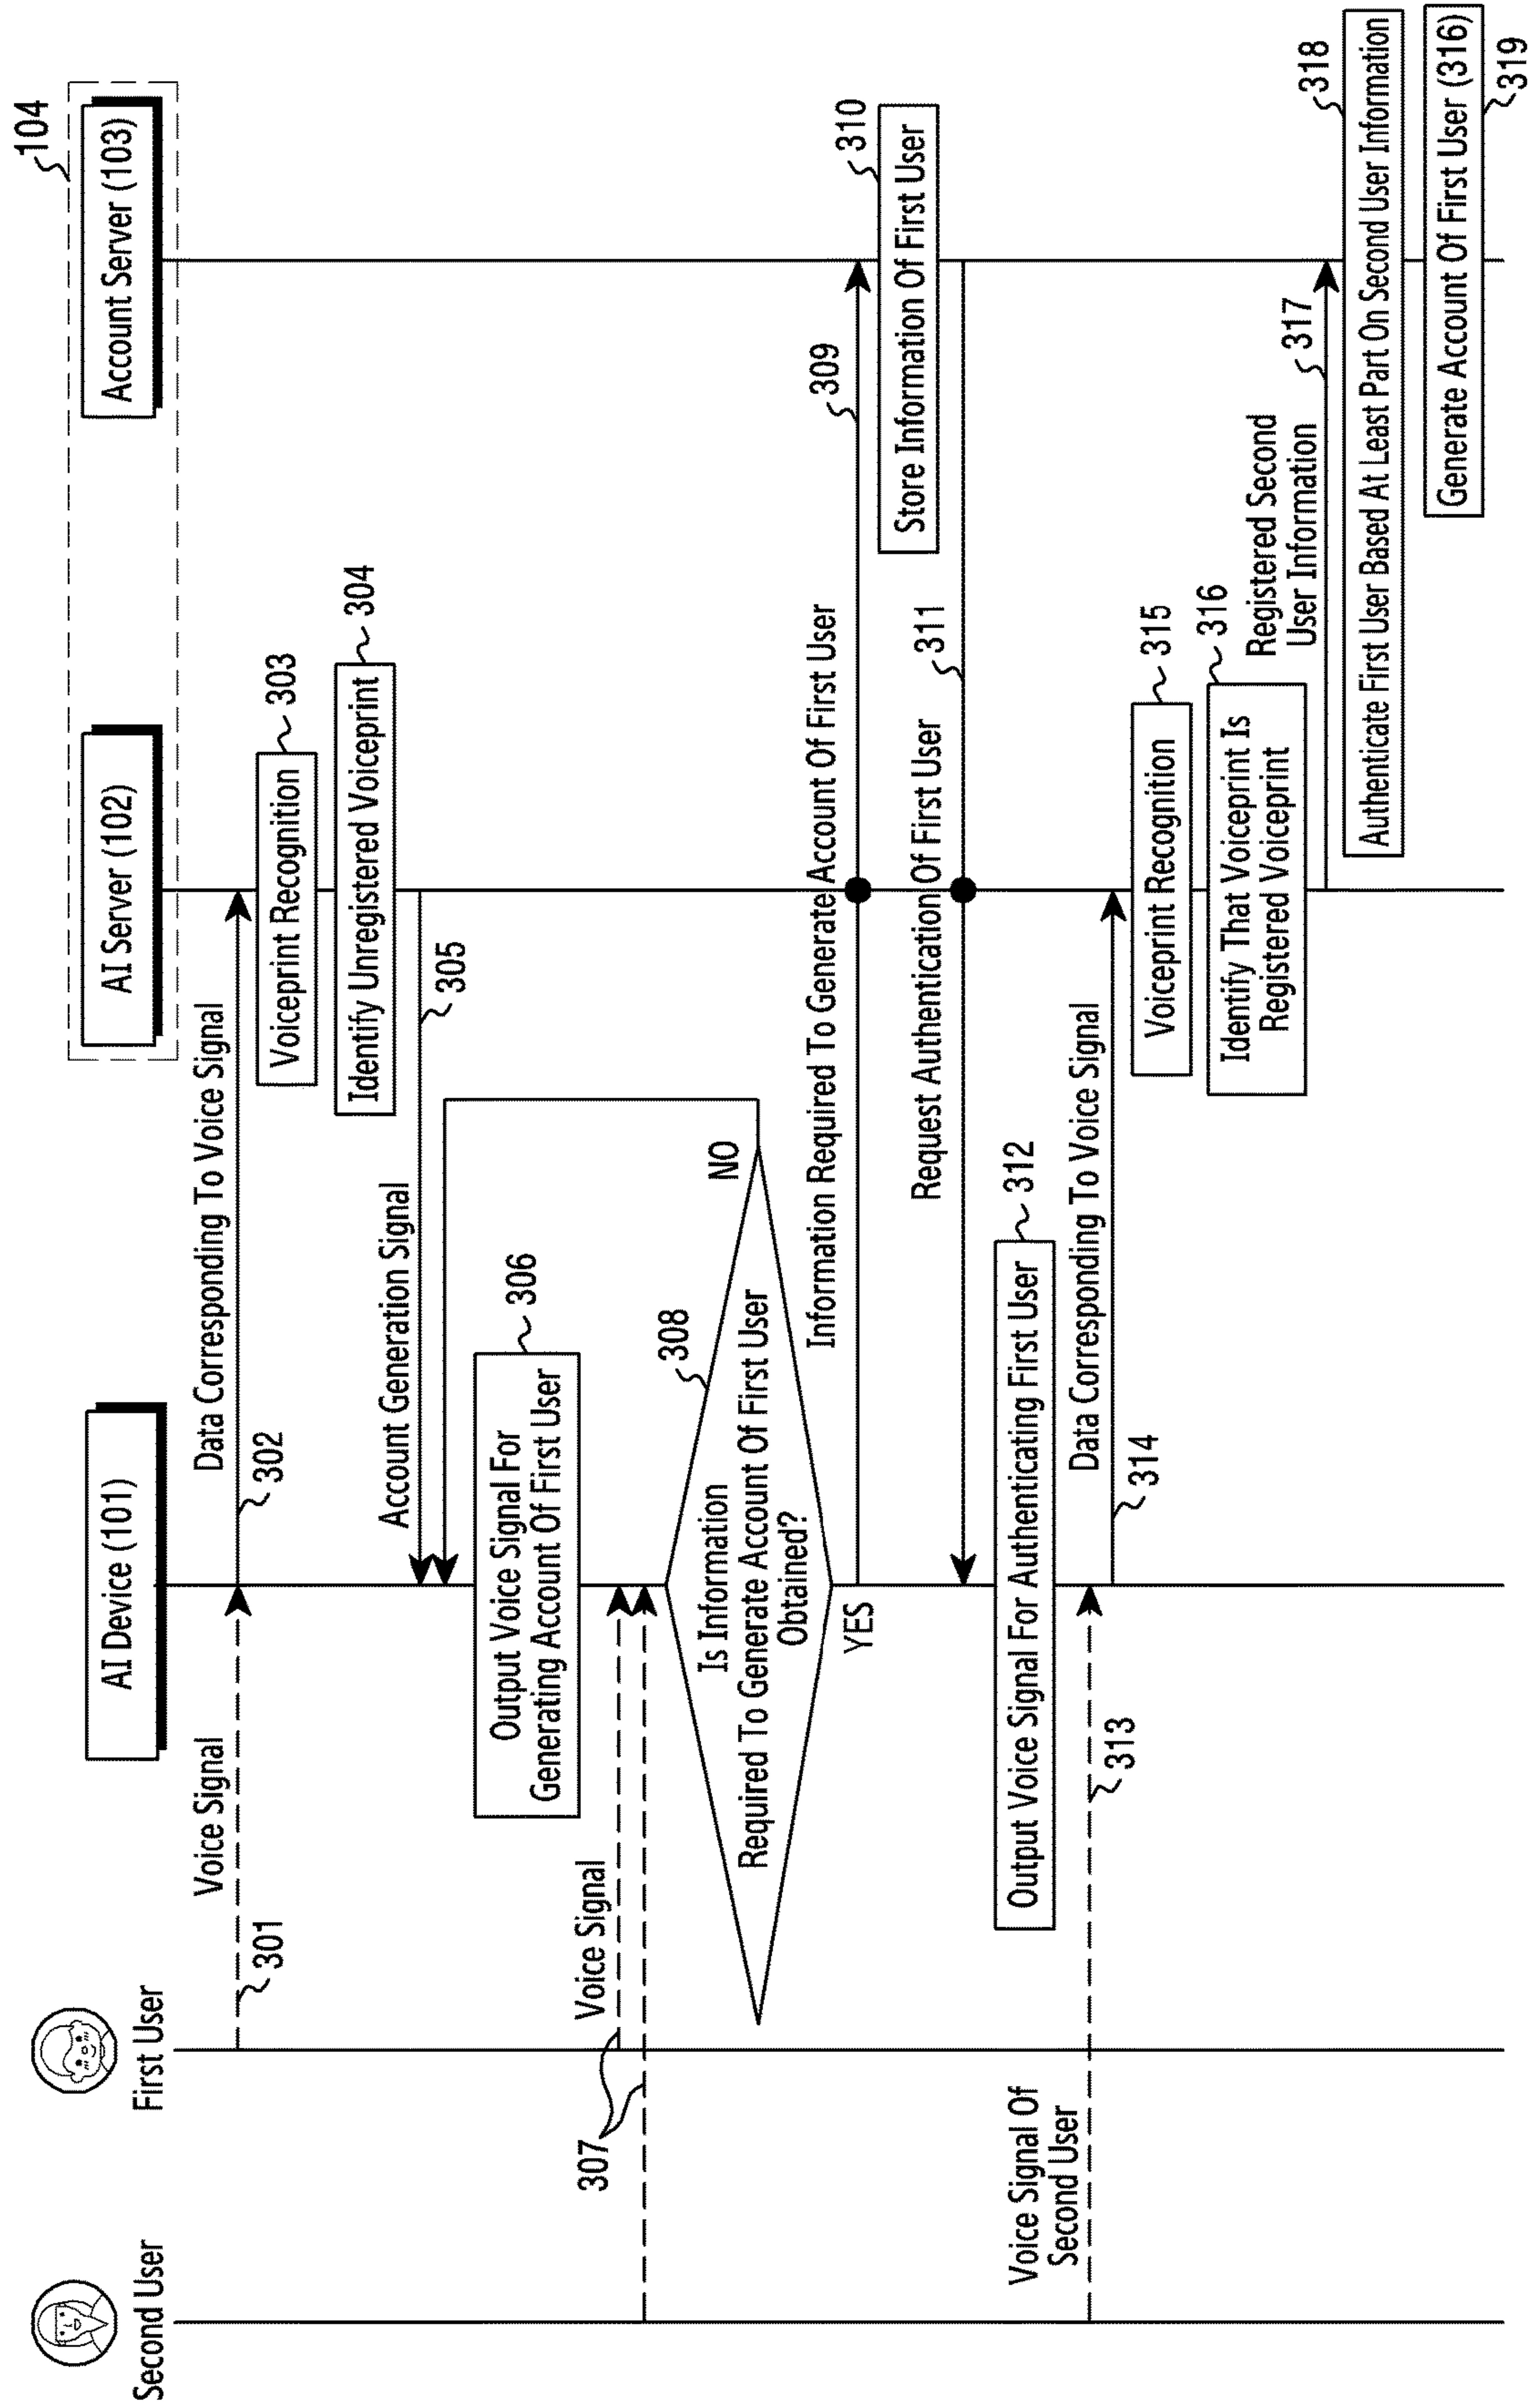 104
Second User
First User
AI Device (101)
AI Server (102)
Account Server (103)
Voice Signal
301
Data Corresponding To Voice Signal
302
Voiceprint Recognition
303
Identify Unregistered Voiceprint
304
Account Generation Signal
305
Output Voice Signal For
Generating Account Of First User
306
Voice Signal
307
Is Information
Required To Generate Account Of First User
Obtained?
308
NO
YES
Information Required To Generate Account Of First User
309
Store Information Of First User
310
Request Authentication Of First User
311
Output Voice Signal For Authenticating First User
312
Voice Signal Of
Second User
313
Data Corresponding To Voice Signal
314
Voiceprint Recognition
315
Identify That Voiceprint Is
Registered Voiceprint
316
Registered Second
User Information
317
Authenticate First User Based At Least Part On Second User Information
318
Generate Account Of First User (316)
319